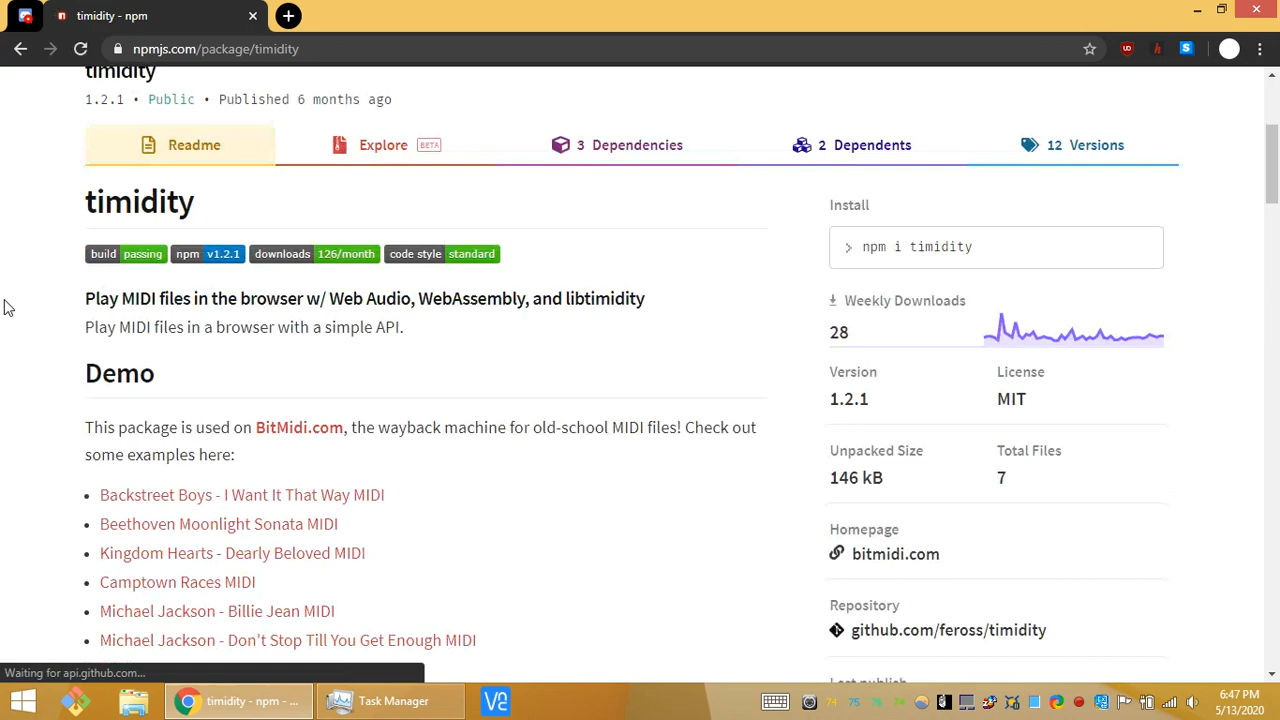 timidity - npm
npmjs.com/package/timidity
timidity
1.2.1 • Public • Published 6 months ago
Readme
Explore BETA
3 Dependencies
2 Dependents
12 Versions
timidity
build passing npm v1.2.1 downloads 126/month code style standard
Play MIDI files in the browser w/ Web Audio, WebAssembly, and libtimidity
Play MIDI files in a browser with a simple API.
Demo
This package is used on BitMidi.com, the wayback machine for old-school MIDI files! Check out
some examples here:
• Backstreet Boys - I Want It That Way MIDI
• Beethoven Moonlight Sonata MIDI
• Kingdom Hearts - Dearly Beloved MIDI
• Camptown Races MIDI
• Michael Jackson - Billie Jean MIDI
• Michael Jackson - Don't Stop Till You Get Enough MIDI
Install
> npm i timidity
Weekly Downloads
28
Version
1.2.1
License
MIT
Unpacked Size
146 kB
Total Files
7
Homepage
bitmidi.com
Repository
github.com/feross/timidity
Last publish
Waiting for api.github.com...
timidity - npm - ...
Task Manager
74 75 76 74
6:47 PM
5/13/2020